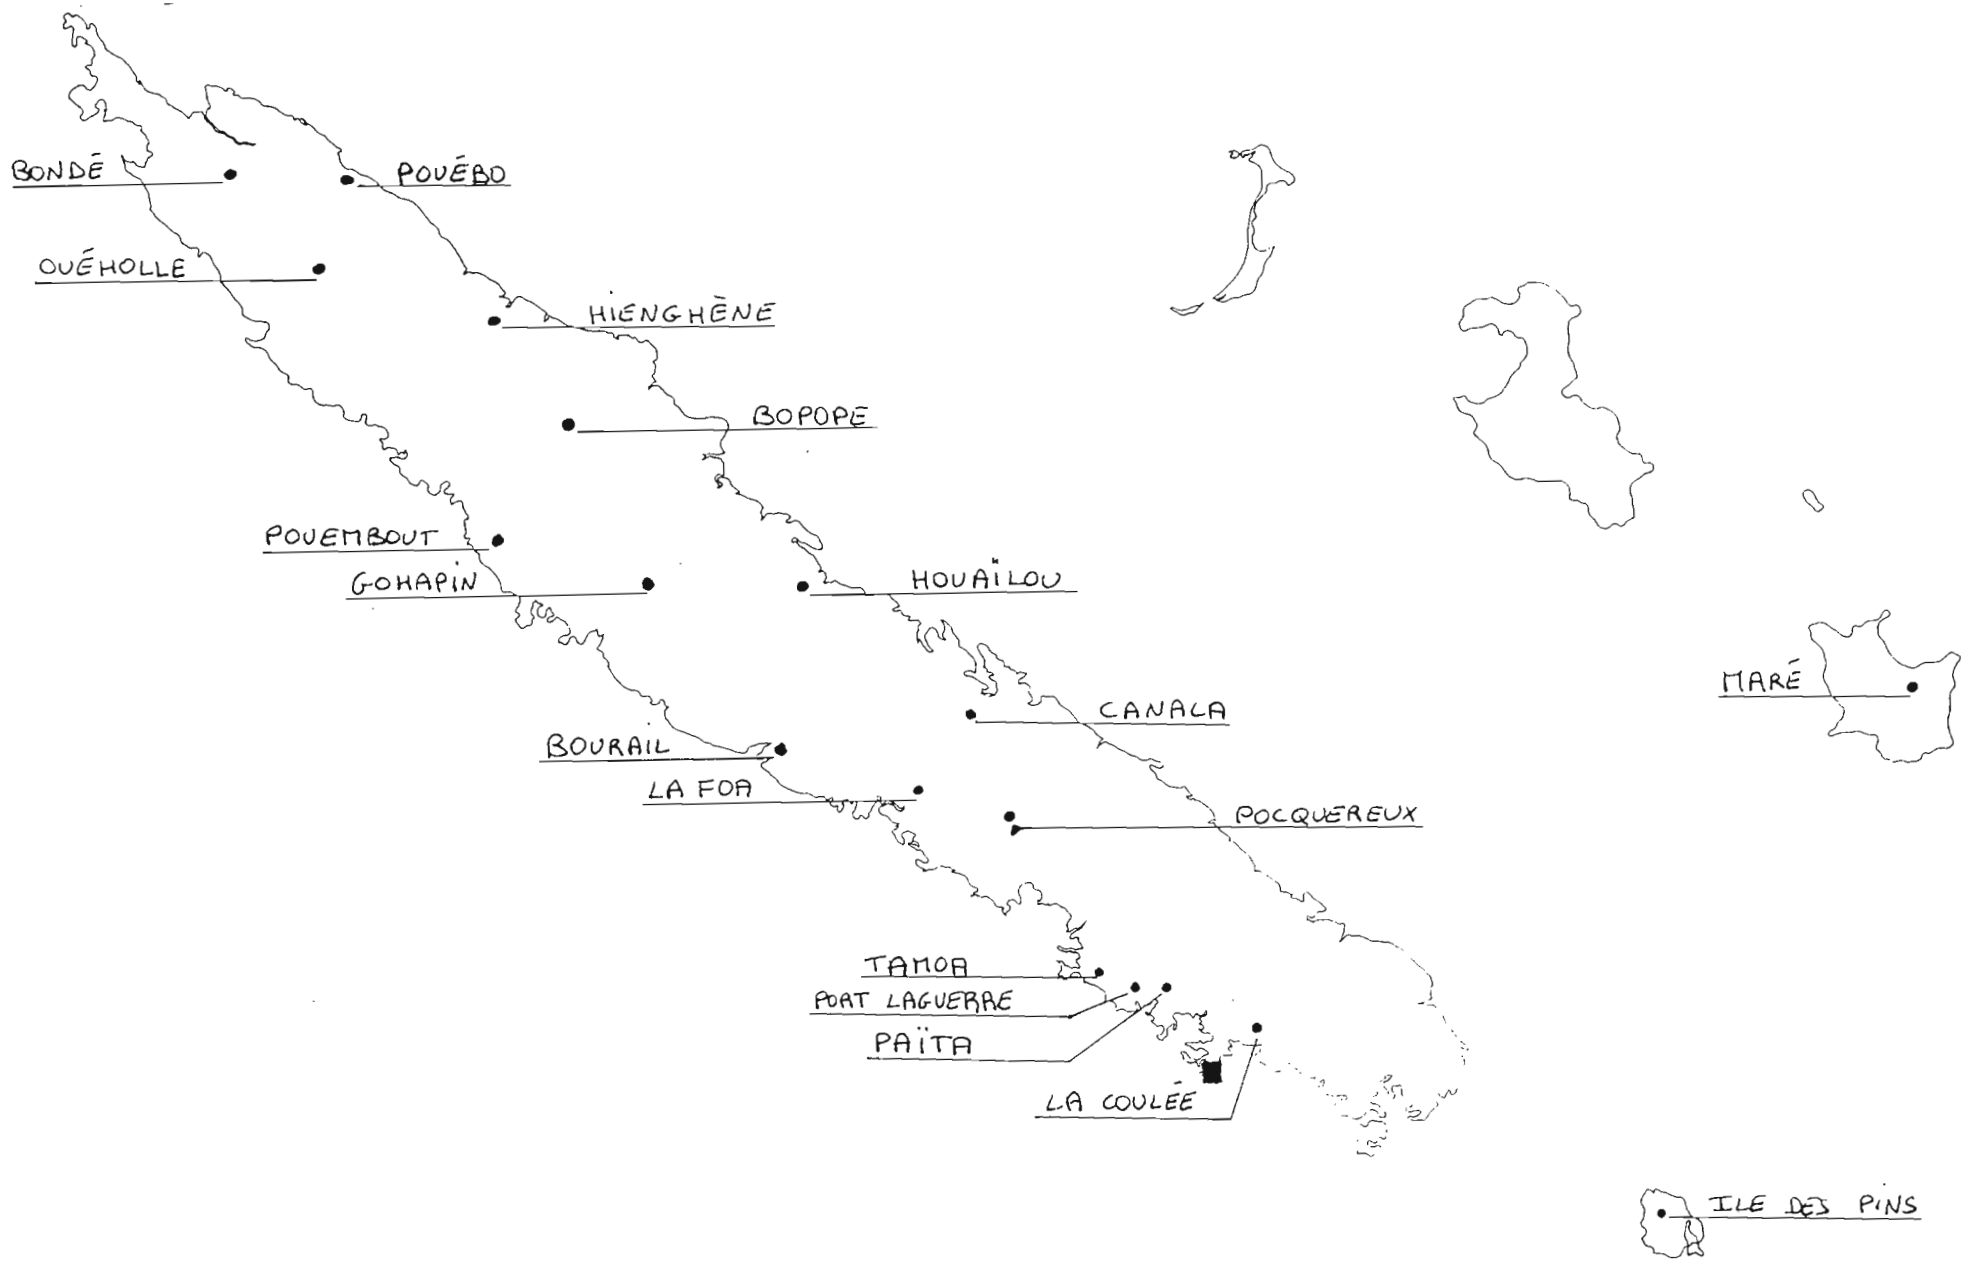 BONDÉ
POUÉBO
OUÉHOLLE
HIENGHÈNE
BOPOPE
POUEMBOUT
GOHAPIN
HOUAÏLOU
MARÉ
CANALA
BOURAIL
LA FOA
POCQUEREUX
TAMOA
PORT LAGUERRE
PAÏTA
LA COULÉE
ILE DES PINS